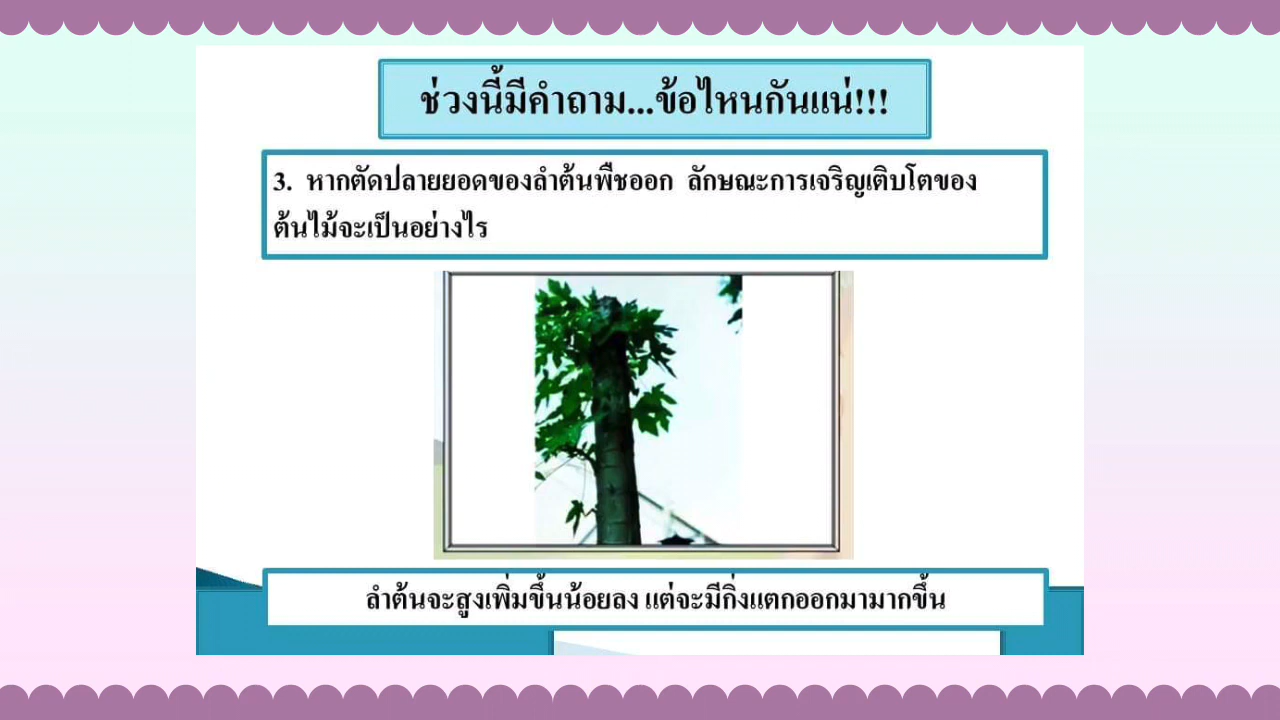 ช่วงนี้มีคำถาม...ข้อไหนกันแน่!!!
3. หากตัดปลายยอดของลำต้นพืชออก ลักษณะการเจริญเติบโตของ
ต้นไม้จะเป็นอย่างไร
ลำต้นจะสูงเพิ่มขึ้นน้อยลง แต่จะมีกิ่งแตกออกมามากขึ้น